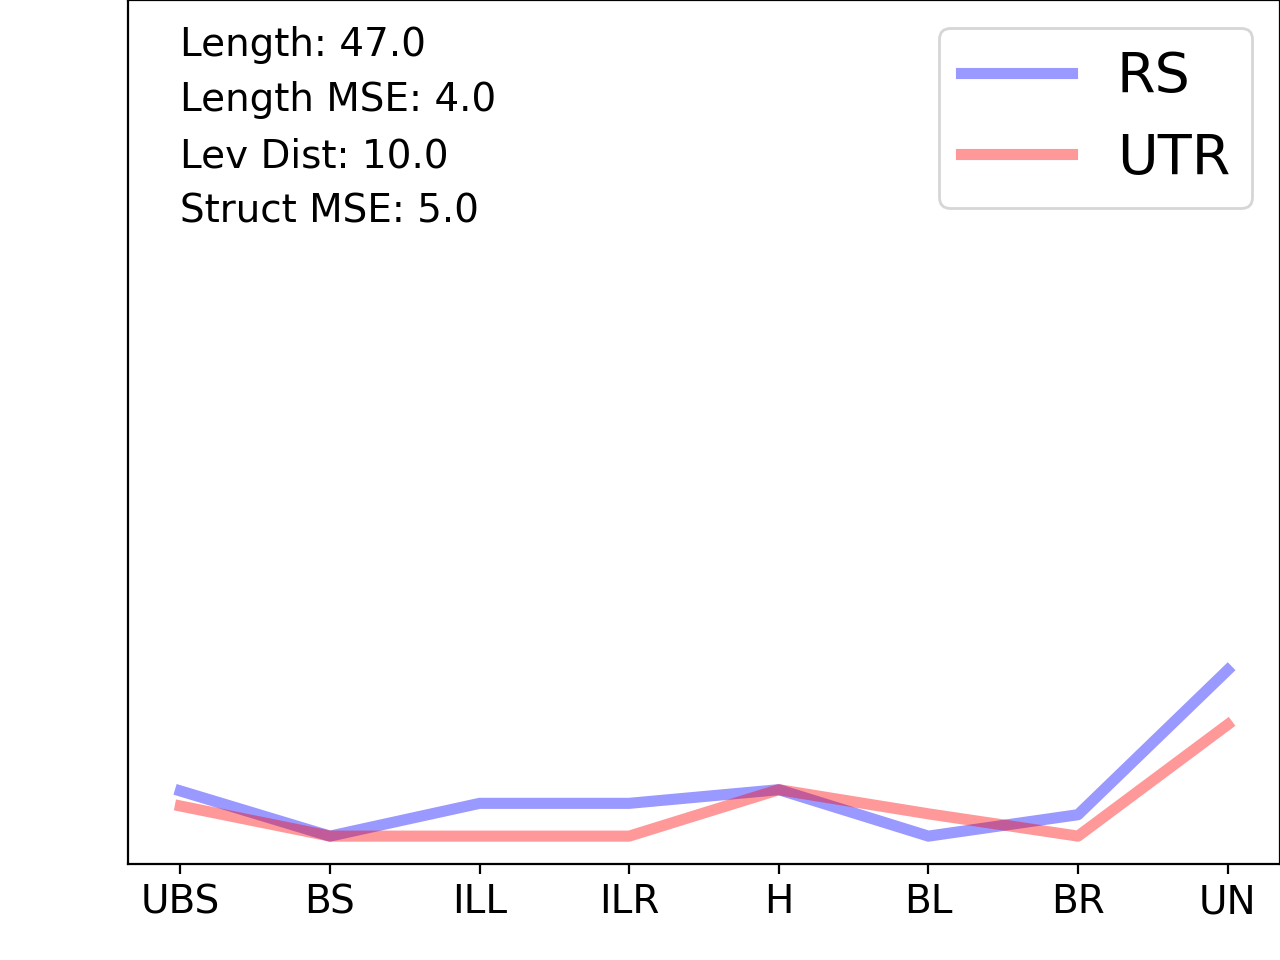 Length: 47.0
Length MSE: 4.0
Lev Dist: 10.0
Struct MSE: 5.0
RS
UTR
UBS BS ILL ILR H BL BR UN